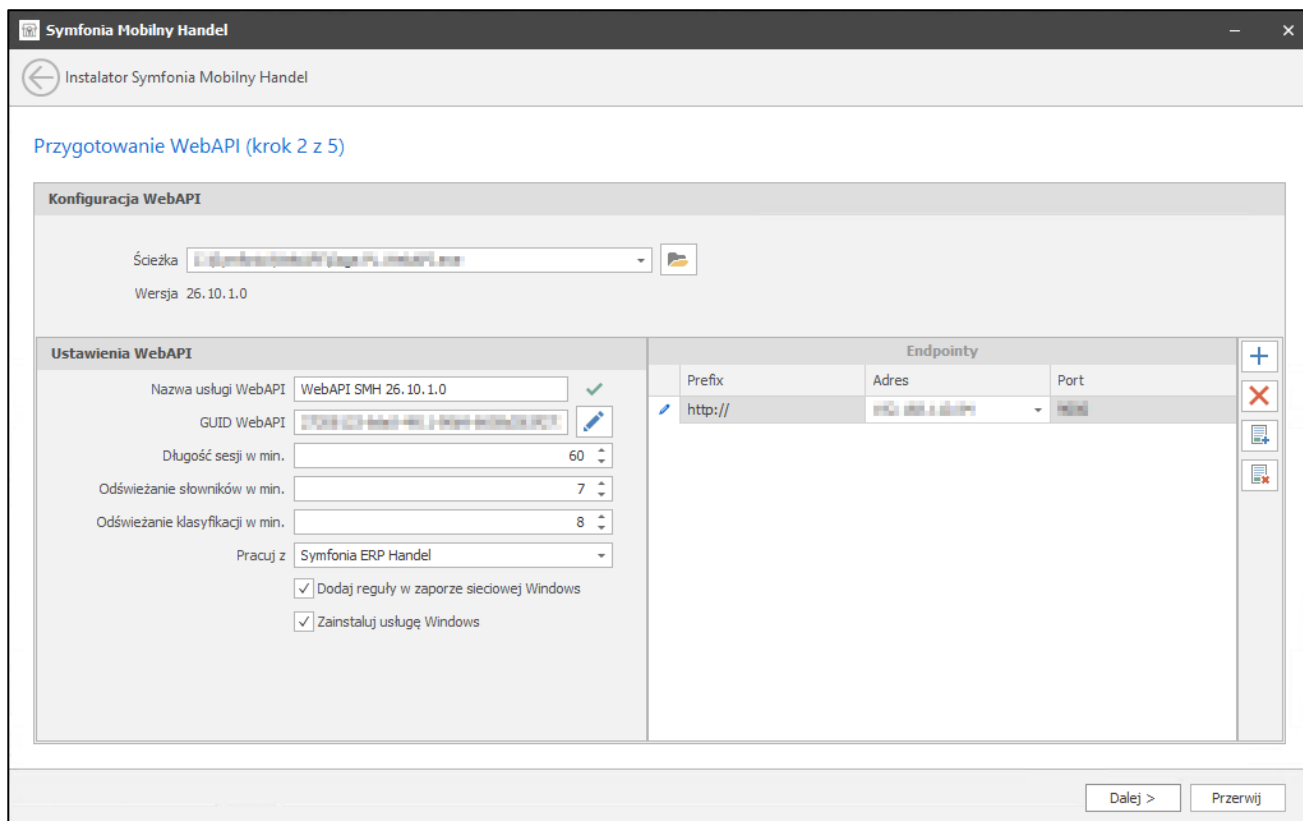 Symfonia Mobilny Handel
Instalator Symfonia Mobilny Handel
Przygotowanie WebAPI (krok 2 z 5)
Konfiguracja WebAPI
Ścieżka
Wersja 26.10.1.0
Ustawienia WebAPI
Nazwa usługi WebAPI WebAPI SMH 26.10.1.0
GUID WebAPI
Długość sesji w min. 60
Odświeżanie słowników w min. 7
Odświeżanie klasyfikacji w min. 8
Pracuj z Symfonia ERP Handel
Dodaj reguły w zaporze sieciowej Windows
Zainstaluj usługę Windows
Endpointy
Prefix Adres Port
http://
Dalej > Przerwij